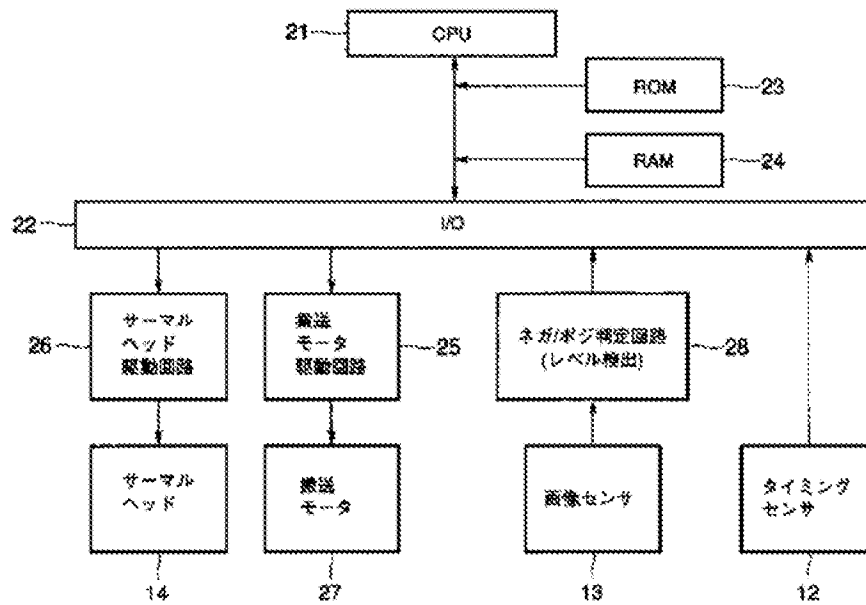 21
CPU
ROM
23
RAM
24
22
I/O
26
サーマル
ヘッド
駆動回路
搬送
モータ
駆動回路
25
ネガ/ポジ判定回路
(レベル検出)
28
サーマル
ヘッド
搬送
モータ
画像センサ
タイミング
センサ
14
27
13
12